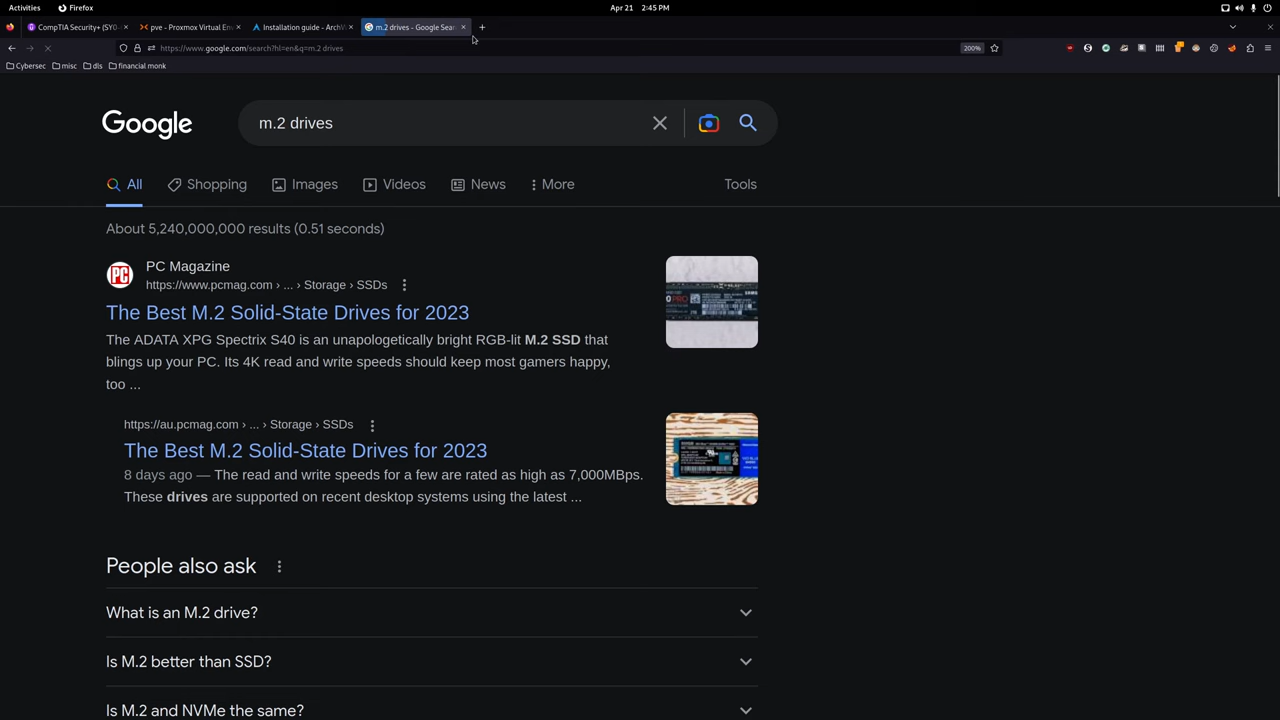 Activities Firefox Apr 21 2:45 PM
CompTIA Security+ (SY0- pve - Proxmox Virtual Env Installation guide - ArchW m.2 drives - Google Sear
https://www.google.com/search?hl=en&q=m.2 drives 200%
Cybersec misc dls financial monk
Google m.2 drives
All Shopping Images Videos News More Tools
About 5,240,000,000 results (0.51 seconds)
PC Magazine
https://www.pcmag.com › ... › Storage › SSDs
The Best M.2 Solid-State Drives for 2023
The ADATA XPG Spectrix S40 is an unapologetically bright RGB-lit M.2 SSD that
blings up your PC. Its 4K read and write speeds should keep most gamers happy,
too ...
https://au.pcmag.com › ... › Storage › SSDs
The Best M.2 Solid-State Drives for 2023
8 days ago — The read and write speeds for a few are rated as high as 7,000MBps.
These drives are supported on recent desktop systems using the latest ...
People also ask
What is an M.2 drive?
Is M.2 better than SSD?
Is M.2 and NVMe the same?